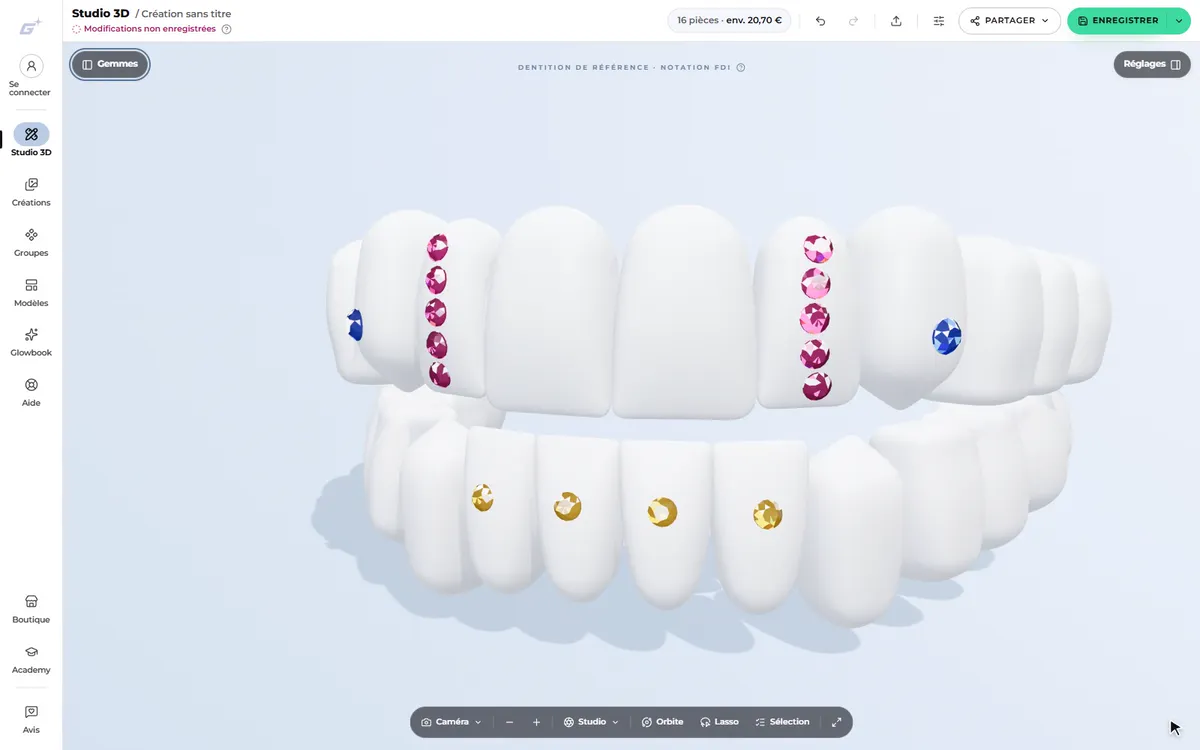 Studio 3D / Création sans titre
Modifications non enregistrées ?
16 pièces · env. 20,70 €
PARTAGER
ENREGISTRER
Gemmes
DENTITION DE RÉFÉRENCE · NOTATION FDI ?
Réglages
Se
connecter
Studio 3D
Créations
Groupes
Modèles
Glowbook
Aide
Boutique
Academy
Avis
Caméra
Studio
Orbite
Lasso
Sélection